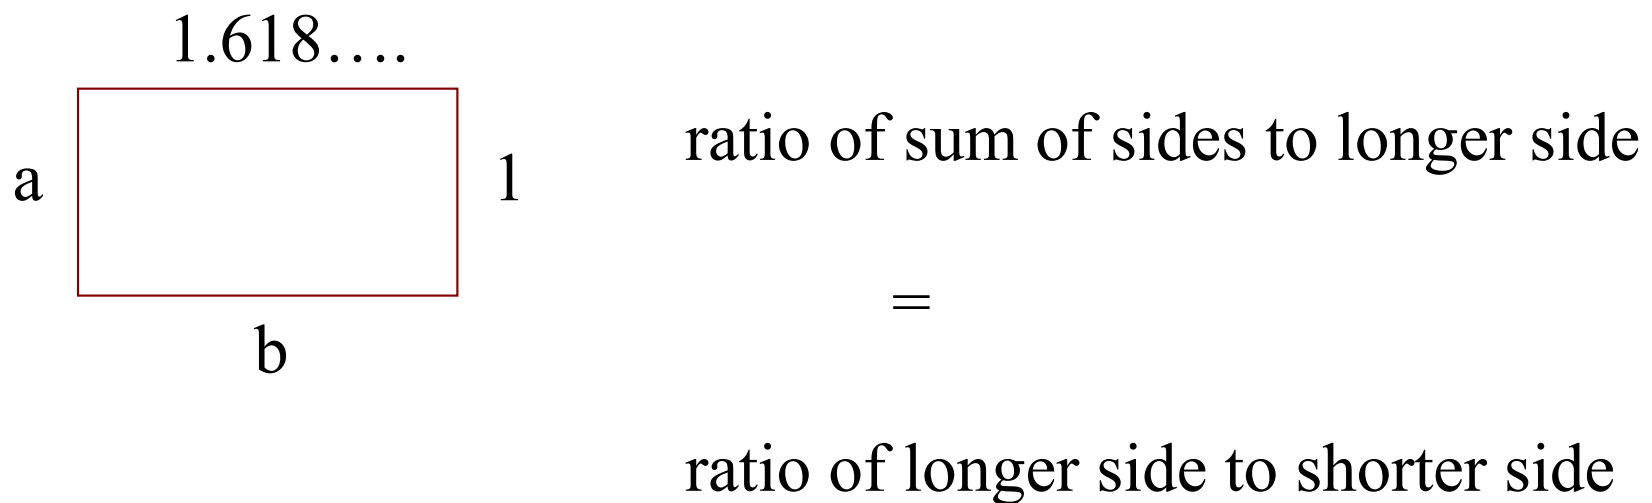 1.618....
ratio of sum of sides to longer side
a
1
=
b
ratio of longer side to shorter side